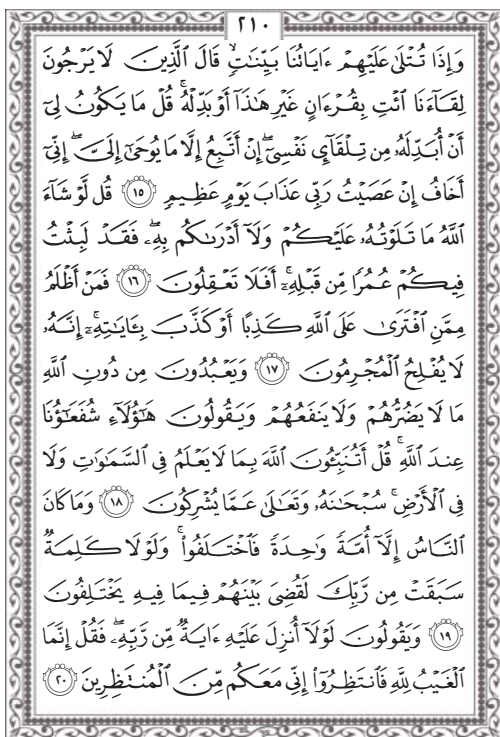 ٢١٠
وَإِذَا تُتْلَىٰ عَلَيْهِمْ ءَايَاتُنَا بَيِّنَٰتٍۙ قَالَ ٱلَّذِينَ لَا يَرْجُونَ
لِقَآءَنَا ٱئْتِ بِقُرْءَانٍ غَيْرِ هَٰذَآ أَوْ بَدِّلْهُۚ قُلْ مَا يَكُونُ لِىٓ
أَنْ أُبَدِّلَهُۥ مِن تِلْقَآئِ نَفْسِىٓۖ إِنْ أَتَّبِعُ إِلَّا مَا يُوحَىٰٓ إِلَىَّۖ إِنِّىٓ
أَخَافُ إِنْ عَصَيْتُ رَبِّى عَذَابَ يَوْمٍ عَظِيمٍ ١٥ قُل لَّوْ شَآءَ
ٱللَّهُ مَا تَلَوْتُهُۥ عَلَيْكُمْ وَلَآ أَدْرَىٰكُم بِهِۦۖ فَقَدْ لَبِثْتُ
فِيكُمْ عُمُرًا مِّن قَبْلِهِۦٓۚ أَفَلَا تَعْقِلُونَ ١٦ فَمَنْ أَظْلَمُ
مِمَّنِ ٱفْتَرَىٰ عَلَى ٱللَّهِ كَذِبًا أَوْ كَذَّبَ بِـَٔايَٰتِهِۦٓۚ إِنَّهُۥ
لَا يُفْلِحُ ٱلْمُجْرِمُونَ ١٧ وَيَعْبُدُونَ مِن دُونِ ٱللَّهِ
مَا لَا يَضُرُّهُمْ وَلَا يَنفَعُهُمْ وَيَقُولُونَ هَٰٓؤُلَآءِ شُفَعَٰٓؤُنَا
عِندَ ٱللَّهِۚ قُلْ أَتُنَبِّـُٔونَ ٱللَّهَ بِمَا لَا يَعْلَمُ فِى ٱلسَّمَٰوَٰتِ وَلَا
فِى ٱلْأَرْضِۚ سُبْحَٰنَهُۥ وَتَعَٰلَىٰ عَمَّا يُشْرِكُونَ ١٨ وَمَا كَانَ
ٱلنَّاسُ إِلَّآ أُمَّةً وَٰحِدَةً فَٱخْتَلَفُوا۟ۚ وَلَوْلَا كَلِمَةٌ
سَبَقَتْ مِن رَّبِّكَ لَقُضِىَ بَيْنَهُمْ فِيمَا فِيهِ يَخْتَلِفُونَ
١٩ وَيَقُولُونَ لَوْلَآ أُنزِلَ عَلَيْهِ ءَايَةٌ مِّن رَّبِّهِۦۖ فَقُلْ إِنَّمَا
ٱلْغَيْبُ لِلَّهِ فَٱنتَظِرُوٓا۟ إِنِّى مَعَكُم مِّنَ ٱلْمُنتَظِرِينَ ٢٠